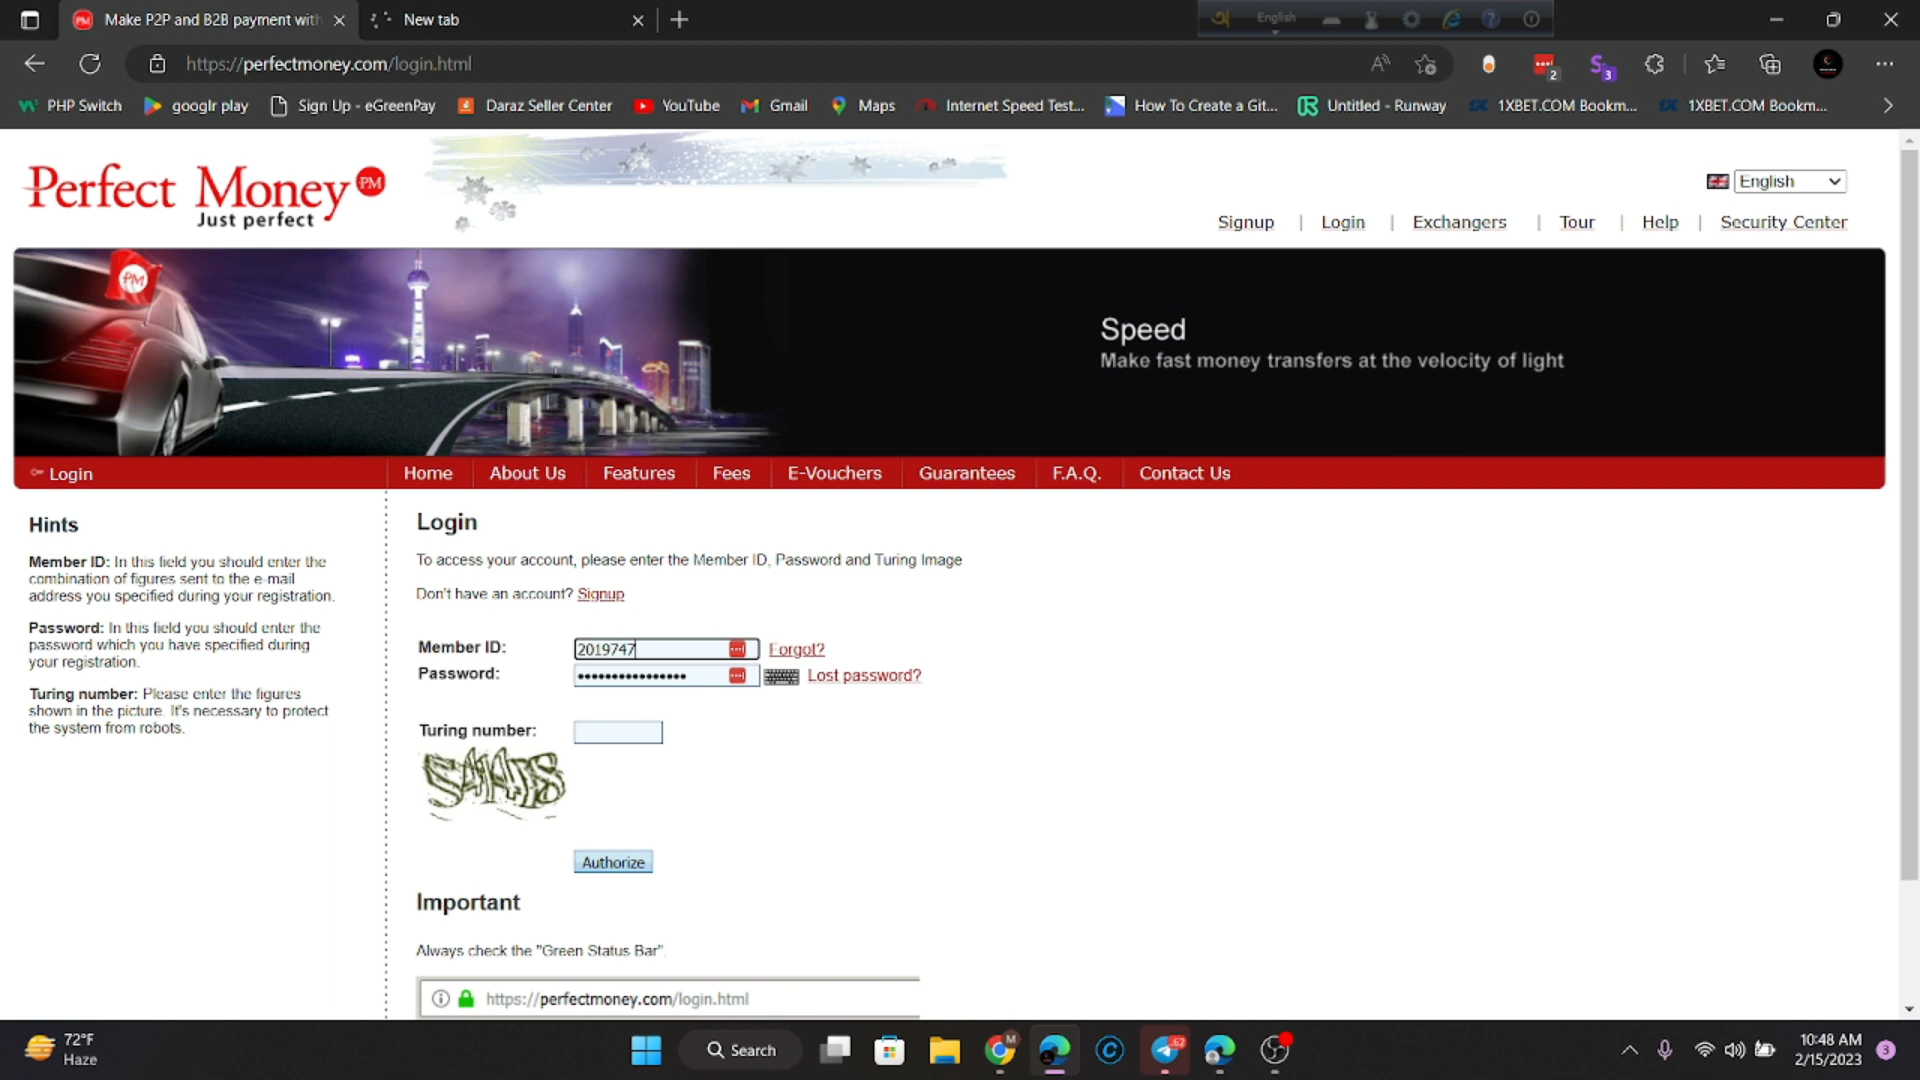 Make P2P and B2B payment with
New tab
English
https://perfectmoney.com/login.html
2
3
PHP Switch
googlr play
Sign Up - eGreenPay
Daraz Seller Center
YouTube
Gmail
Maps
Internet Speed Test...
How To Create a Git...
Untitled - Runway
1XBET.COM Bookm...
1XBET.COM Bookm...
Perfect Money PM
Just perfect
English
Signup | Login | Exchangers | Tour | Help | Security Center
PM
Speed
Make fast money transfers at the velocity of light
Login
Home
About Us
Features
Fees
E-Vouchers
Guarantees
F.A.Q.
Contact Us
Hints
Member ID: In this field you should enter the
combination of figures sent to the e-mail
address you specified during your registration.
Password: In this field you should enter the
password which you have specified during
your registration.
Turing number: Please enter the figures
shown in the picture. It's necessary to protect
the system from robots.
Login
To access your account, please enter the Member ID, Password and Turing Image
Don't have an account? Signup
Member ID: 2019747 Forgot?
Password: •••••••••••••••• Lost password?
Turing number:
Authorize
Important
Always check the "Green Status Bar".
https://perfectmoney.com/login.html
72°F
Haze
Search
M
62
10:48 AM
2/15/2023
3